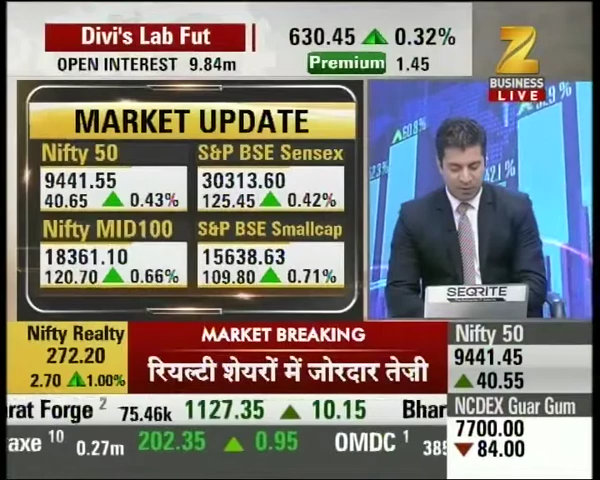 Divi's Lab Fut
630.45 ▲ 0.32%
OPEN INTEREST 9.84m
Premium 1.45
Z
BUSINESS
LIVE
MARKET UPDATE
Nifty 50
9441.55
40.65 ▲ 0.43%
S&P BSE Sensex
30313.60
125.45 ▲ 0.42%
Nifty MID100
18361.10
120.70 ▲ 0.66%
S&P BSE Smallcap
15638.63
109.80 ▲ 0.71%
SEQRITE
Nifty Realty
272.20
2.70 ▲ 1.00%
MARKET BREAKING
रियल्टी शेयरों में जोरदार तेज़ी
Nifty 50
9441.45
▲ 40.55
NCDEX Guar Gum
7700.00
▼ 84.00
rat Forge 2 75.46k 1127.35 ▲ 10.15 Bhar
axe 10 0.27m 202.35 ▲ 0.95 OMDC 1 385